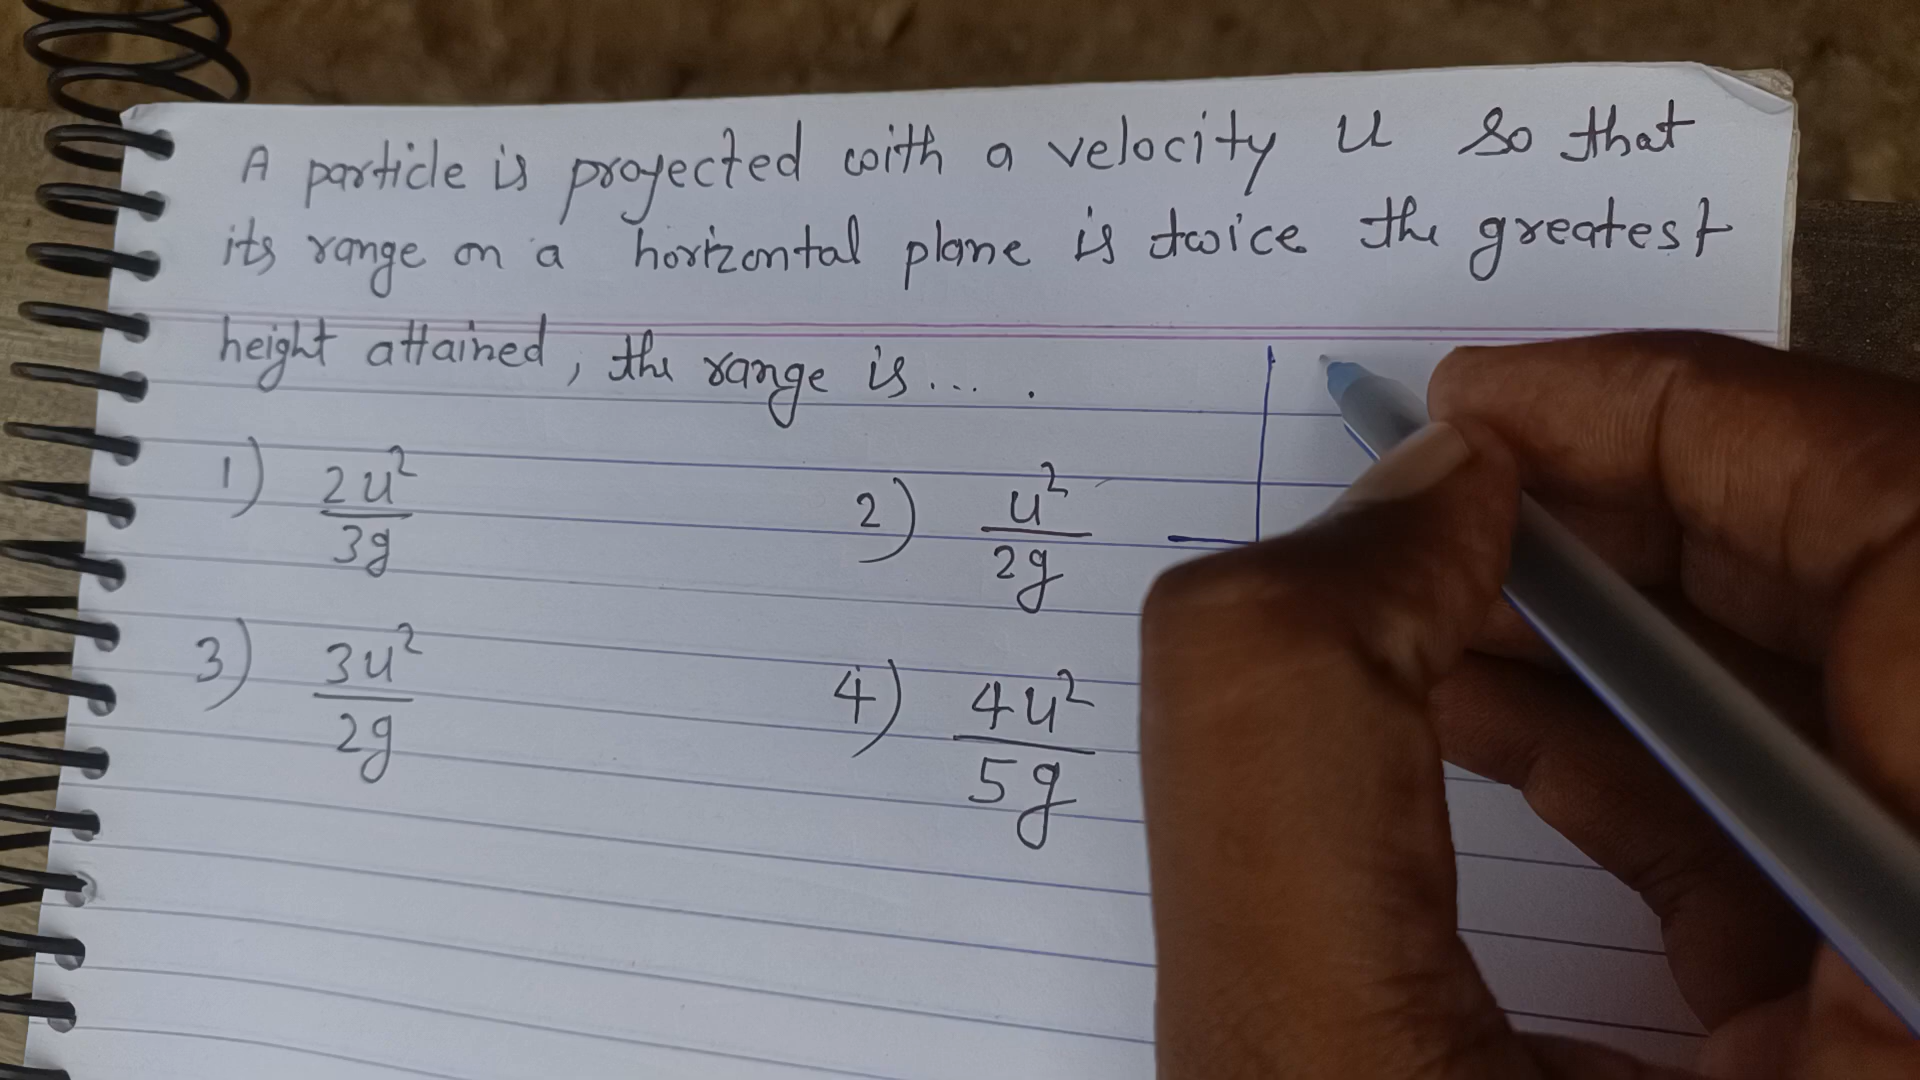 A particle is projected with a velocity u so that
its range on a horizontal plane is twice the greatest
height attained, the range is.... .
1) 2u²/3g 2) u²/2g
3) 3u²/2g 4) 4u²/5g